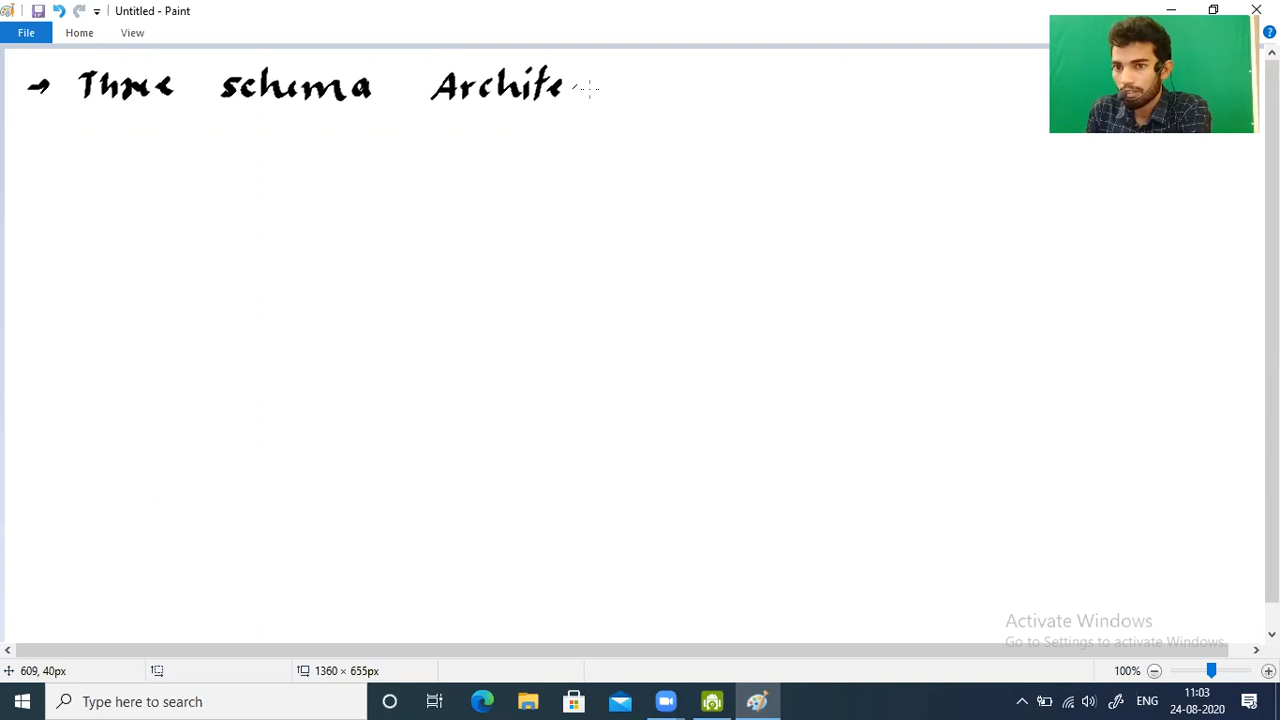 Untitled - Paint
File Home View
→ Three schema Archite
Activate Windows
Go to Settings to activate Windows.
609, 40px 1360 × 655px 100%
Type here to search ENG 11:03
24-08-2020